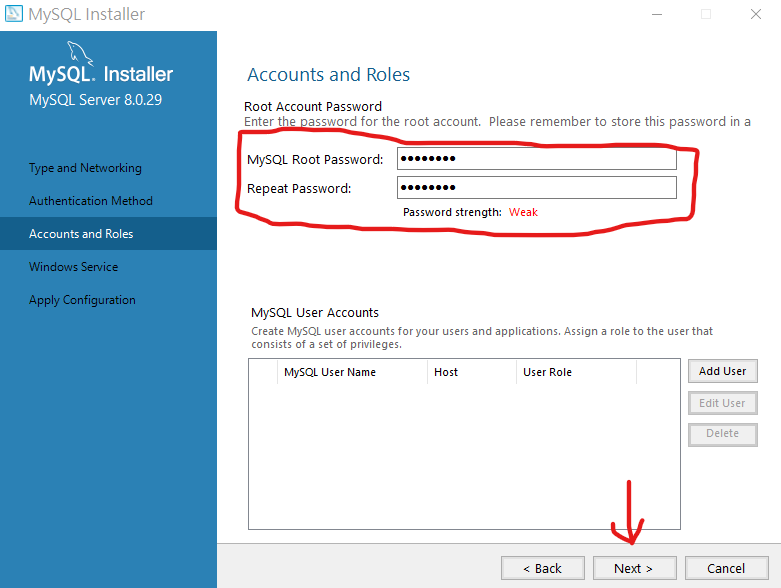 MySQL Installer
MySQL. Installer
MySQL Server 8.0.29
Type and Networking
Authentication Method
Accounts and Roles
Windows Service
Apply Configuration
Accounts and Roles
Root Account Password
Enter the password for the root account.  Please remember to store this password in a
MySQL Root Password: ●●●●●●●●
Repeat Password: ●●●●●●●●
Password strength: Weak
MySQL User Accounts
Create MySQL user accounts for your users and applications. Assign a role to the user that
consists of a set of privileges.
MySQL User Name Host User Role
Add User
Edit User
Delete
< Back Next > Cancel